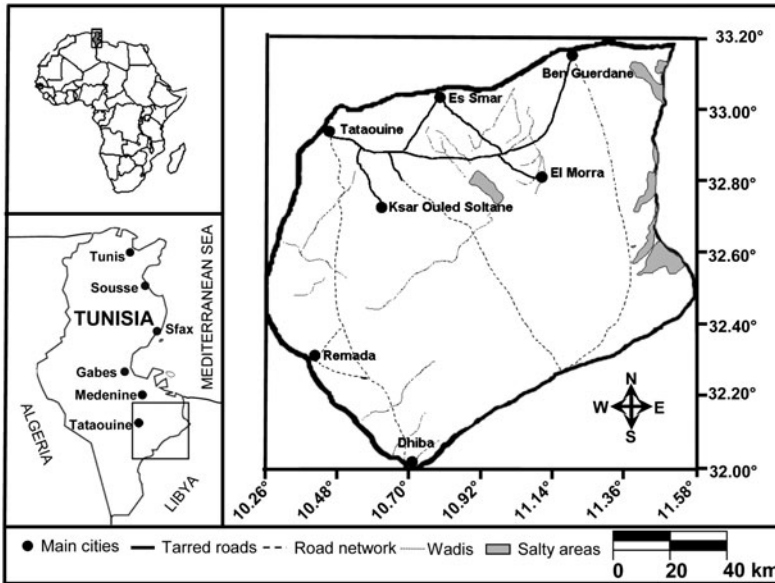 Tunis
Sousse
TUNISIA
Sfax
Gabes
Medenine
Tataouine
MEDITERRANEAN SEA
ALGERIA
LIBYA
33.20°
Ben Guerdane
Es Smar
33.00°
Tataouine
El Morra
32.80°
Ksar Ouled Soltane
32.60°
32.40°
Remada
N
W E
S
32.20°
Dhiba
32.00°
10.26° 10.48° 10.70° 10.92° 11.14° 11.36° 11.58°
Main cities Tarred roads Road network Wadis Salty areas
0 20 40 km